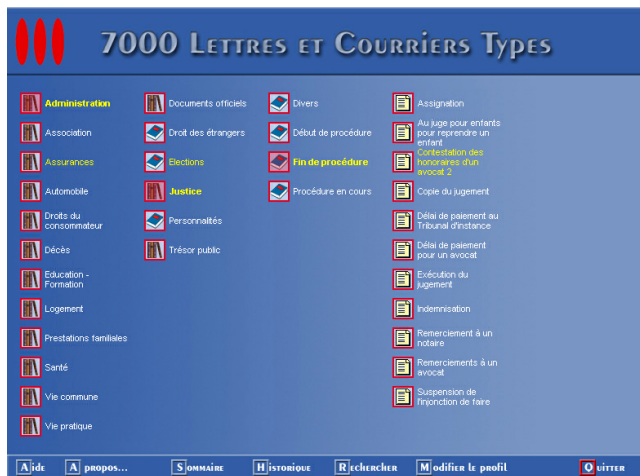 7000 Lettres et Courriers Types
Administration
Association
Assurances
Automobile
Droits du
consommateur
Décès
Education -
Formation
Logement
Prestations familiales
Santé
Vie commune
Vie pratique
Documents officiels
Droit des étrangers
Elections
Justice
Personnalités
Trésor public
Divers
Début de procédure
Fin de procédure
Procédure en cours
Assignation
Au juge pour enfants
pour reprendre un
enfant
Contestation des
honoraires d'un
avocat 2
Copie du jugement
Délai de paiement au
Tribunal d'instance
Délai de paiement
pour un avocat
Exécution du
jugement
Indemnisation
Remerciement à un
notaire
Remerciements à un
avocat
Suspension de
l'injonction de faire
Aide A propos... Sommaire Historique Rechercher Modifier le profil Quitter